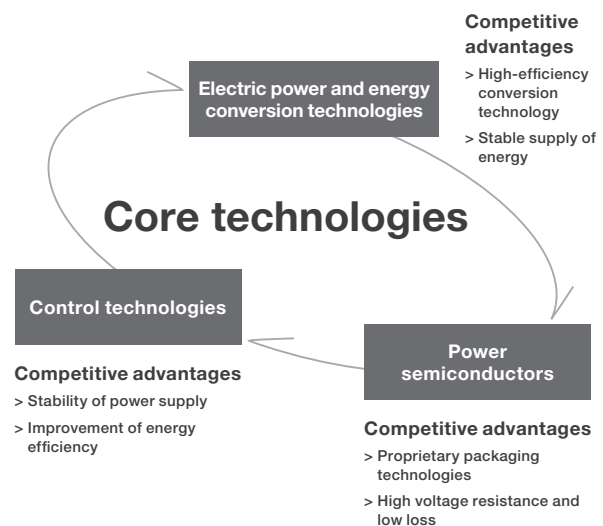 Competitive
advantages
> High-efficiency
conversion
technology
> Stable supply of
energy
Electric power and energy
conversion technologies
Core technologies
Control technologies
Competitive advantages
> Stability of power supply
> Improvement of energy
efficiency
Power
semiconductors
Competitive advantages
> Proprietary packaging
technologies
> High voltage resistance and
low loss